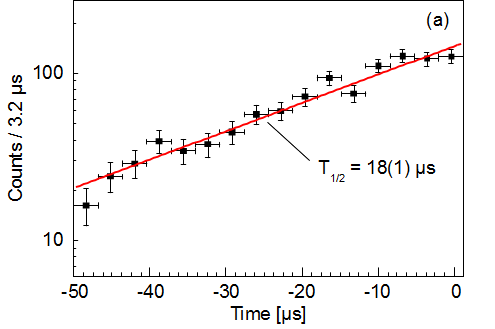 (a)
100
10
Counts / 3.2 µs
T1/2 = 18(1) µs
-50 -40 -30 -20 -10 0
Time [µs]